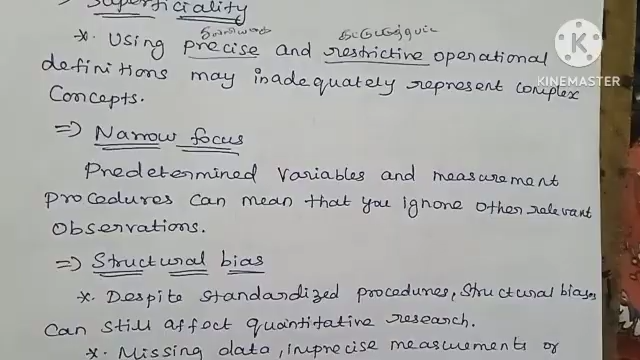 => Superficiality
*. Using precise and restrictive operational
definitions may inadequately represent complex
Concepts.
=> Narrow focus
Predetermined variables and measurement
procedures can mean that you ignore other relevant
observations.
=> Structural bias
*. Despite standardized procedures, structural biases
Can still affect quantitative research.
*. Missing data, imprecise measurements or
KINEMASTER